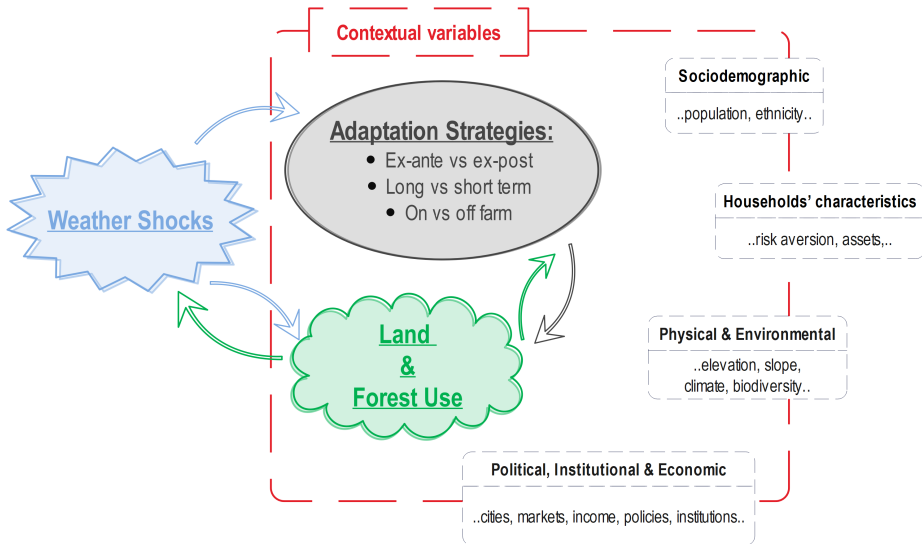 Contextual variables
Sociodemographic
..population, ethnicity..
Adaptation Strategies:
• Ex-ante vs ex-post
• Long vs short term
• On vs off farm
Weather Shocks
Households’ characteristics
..risk aversion, assets,..
Land
&
Forest Use
Physical & Environmental
..elevation, slope,
climate, biodiversity..
Political, Institutional & Economic
..cities, markets, income, policies, institutions..